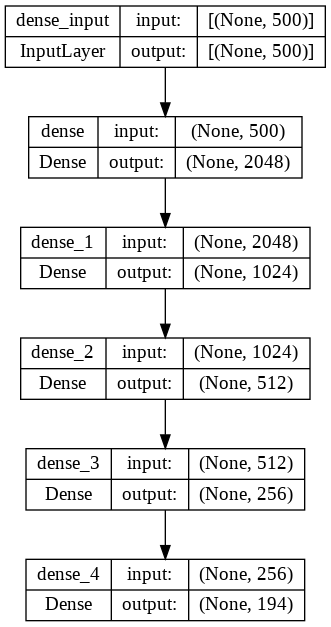 dense_input input: [(None, 500)]
InputLayer output: [(None, 500)]
dense input: (None, 500)
Dense output: (None, 2048)
dense_1 input: (None, 2048)
Dense output: (None, 1024)
dense_2 input: (None, 1024)
Dense output: (None, 512)
dense_3 input: (None, 512)
Dense output: (None, 256)
dense_4 input: (None, 256)
Dense output: (None, 194)